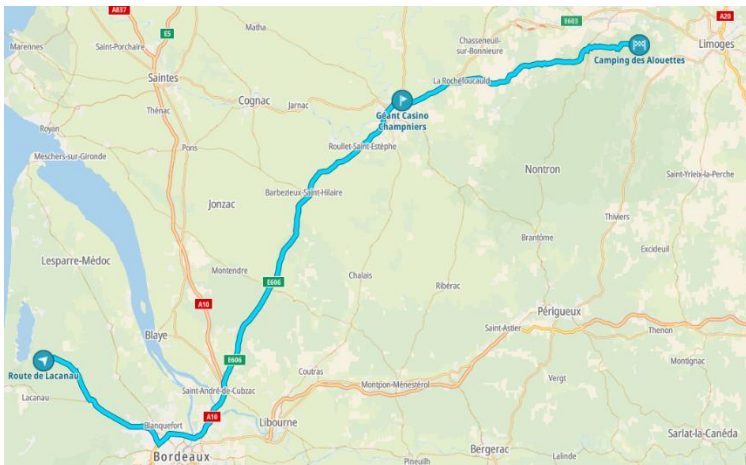 A837
E603
A20
Matha
Chasseneuil-
sur-Bonnieure
Limoges
Marennes
Saint-Porchaire
E5
Camping des Alouettes
Saintes
La Rochefoucauld
Cognac
Jarnac
Géant Casino
Champniers
Thénac
Royan
Pons
Roullet-Saint-Estèphe
Meschers-sur-Gironde
Nontron
Saint-Yrieix-la-Perche
Barbezieux-Saint-Hilaire
Jonzac
Thiviers
Brantôme
Excideuil
Lesparre-Médoc
Montendre
E606
Chalais
Ribérac
A10
Périgueux
Blaye
Saint-Astier
Thenon
E606
Route de Lacanau
Montignac
Coutras
Vergt
Lacanau
Saint-André-de-Cubzac
Montpon-Ménestérol
A10
Blanquefort
Libourne
Sarlat-la-Canéda
Bordeaux
Bergerac
Lalinde
Pineuilh